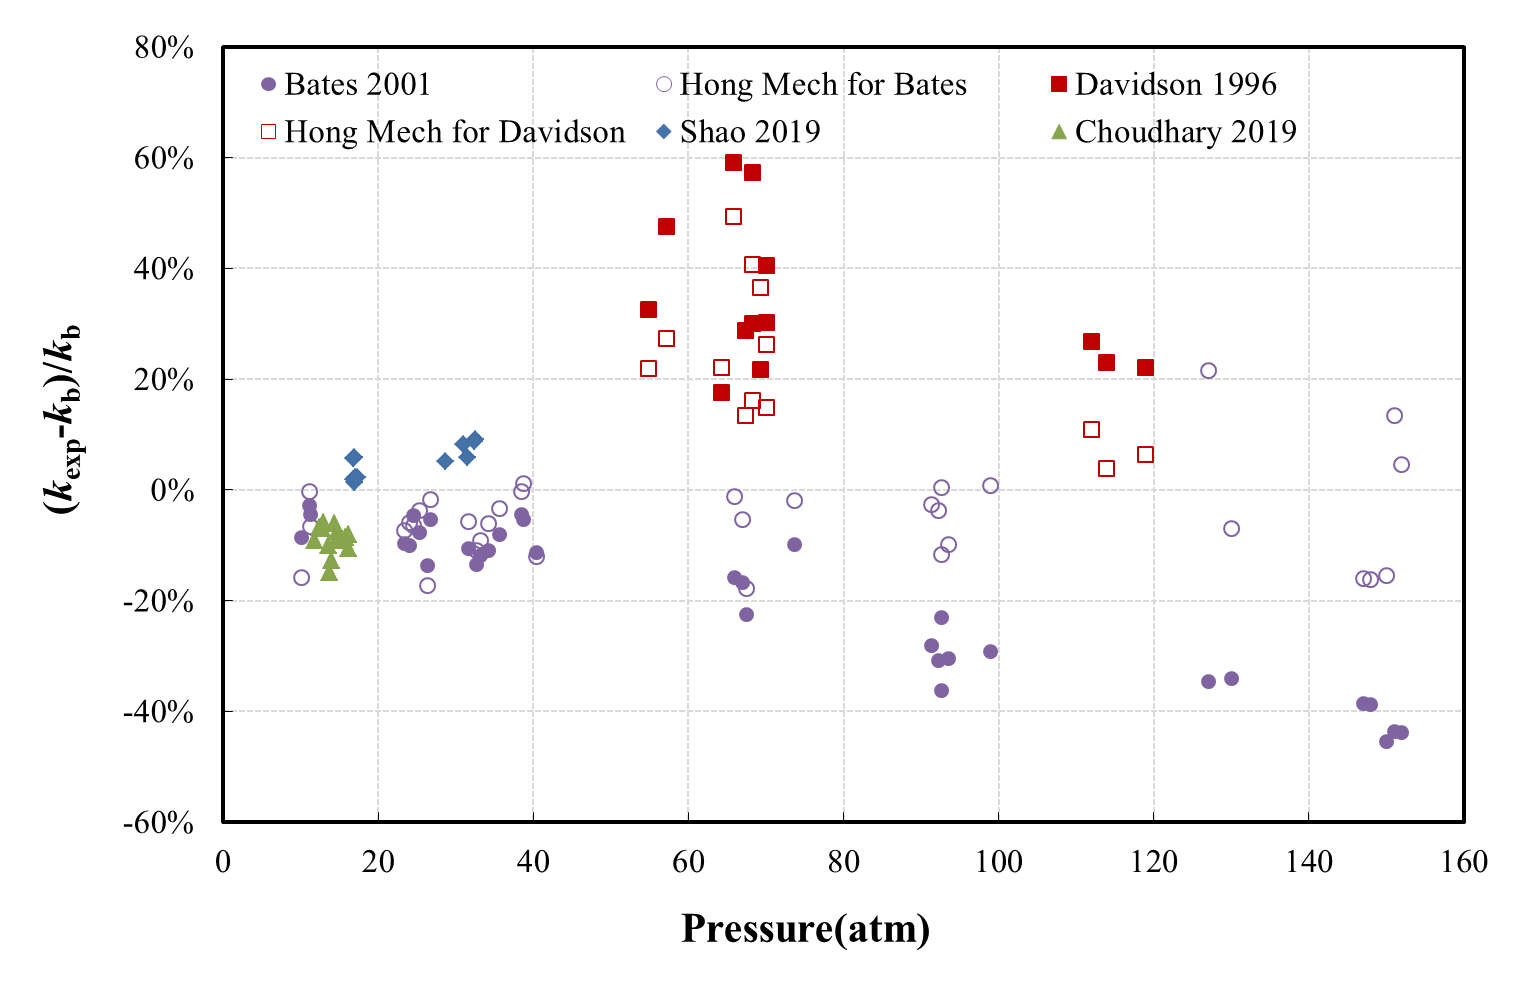 80%
Bates 2001 Hong Mech for Bates Davidson 1996
Hong Mech for Davidson Shao 2019 Choudhary 2019
60%
40%
20%
0%
-20%
-40%
-60%
(kexp-kb)/kb
0 20 40 60 80 100 120 140 160
Pressure(atm)